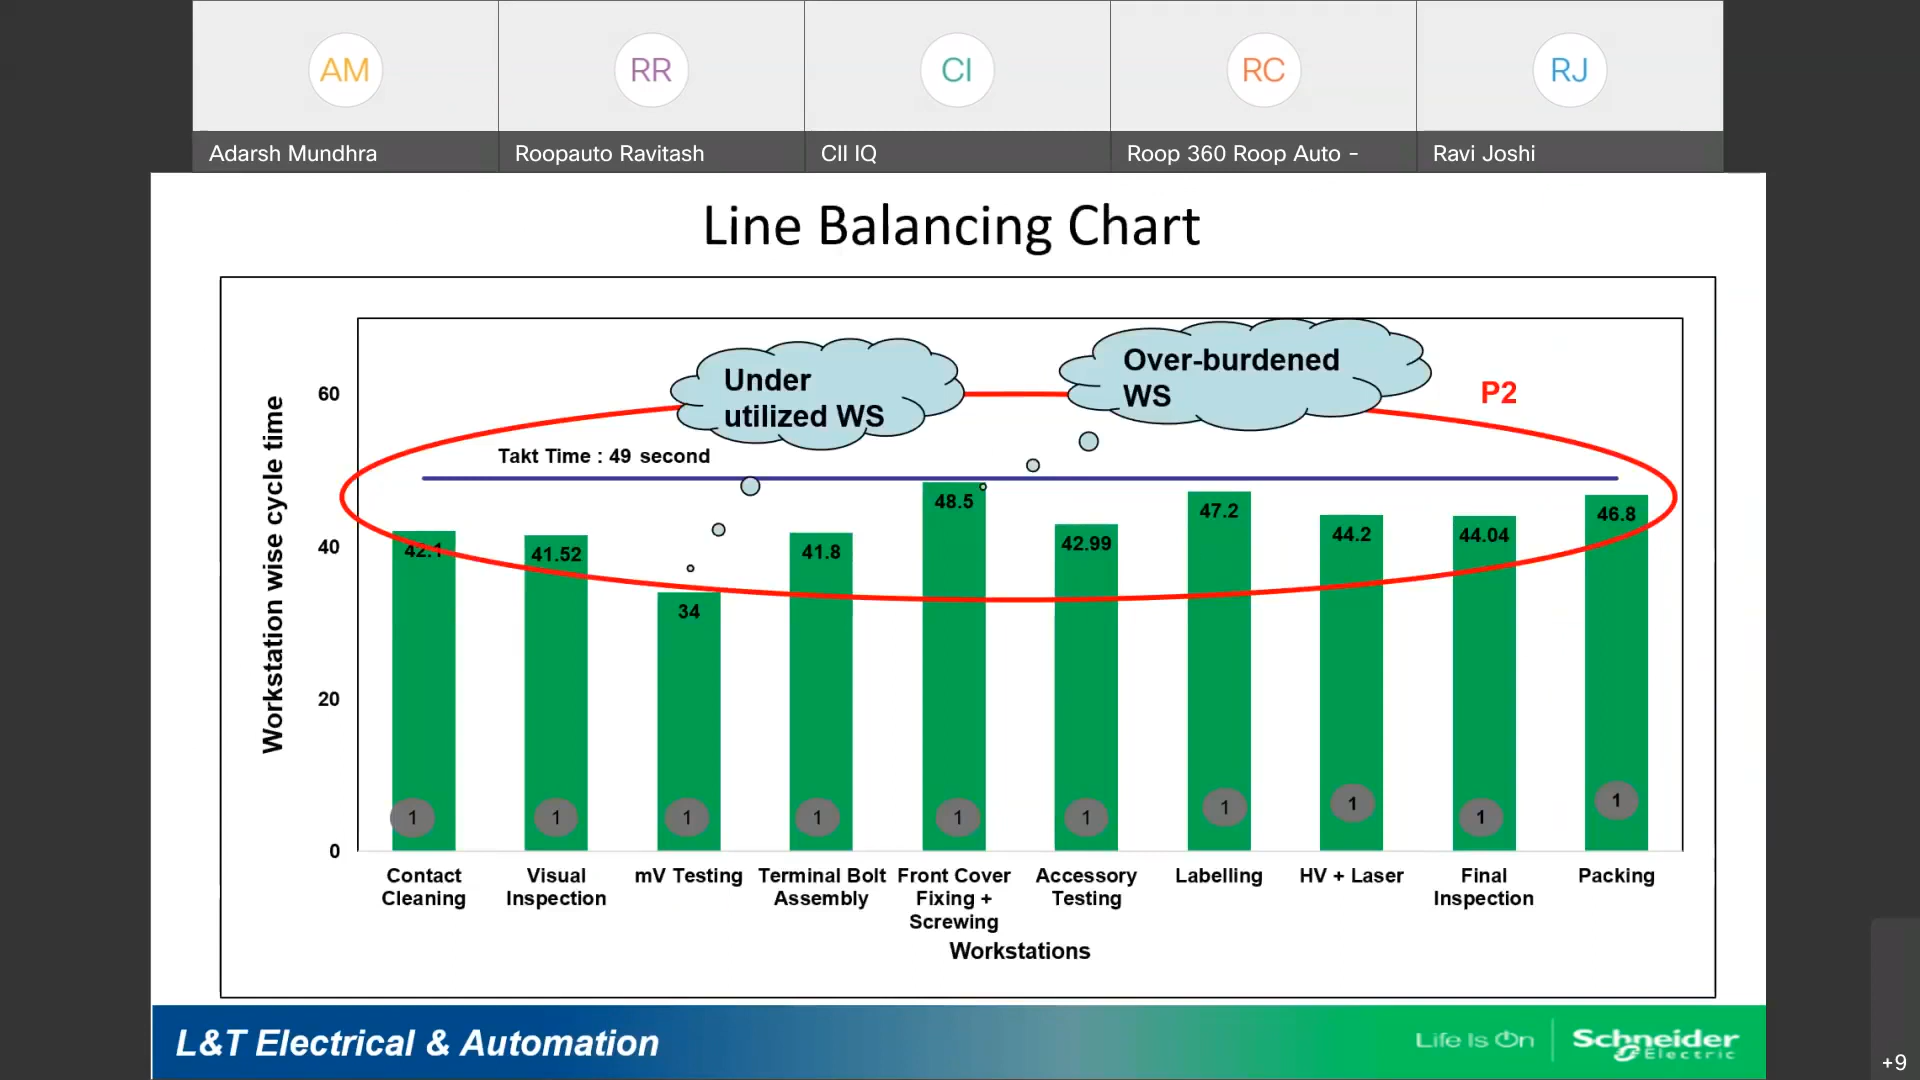 AM
RR
CI
RC
RJ
Adarsh Mundhra
Roopauto Ravitash
CII IQ
Roop 360 Roop Auto -
Ravi Joshi
Line Balancing Chart
Under
utilized WS
Over-burdened
WS
P2
Takt Time : 49 second
Workstation wise cycle time
60
40
20
0
42.1
41.52
34
41.8
48.5
42.99
47.2
44.2
44.04
46.8
1
1
1
1
1
1
1
1
1
1
Contact
Cleaning
Visual
Inspection
mV Testing
Terminal Bolt
Assembly
Front Cover
Fixing +
Screwing
Accessory
Testing
Labelling
HV + Laser
Final
Inspection
Packing
Workstations
L&T Electrical & Automation
Life Is On
Schneider
Electric
+9